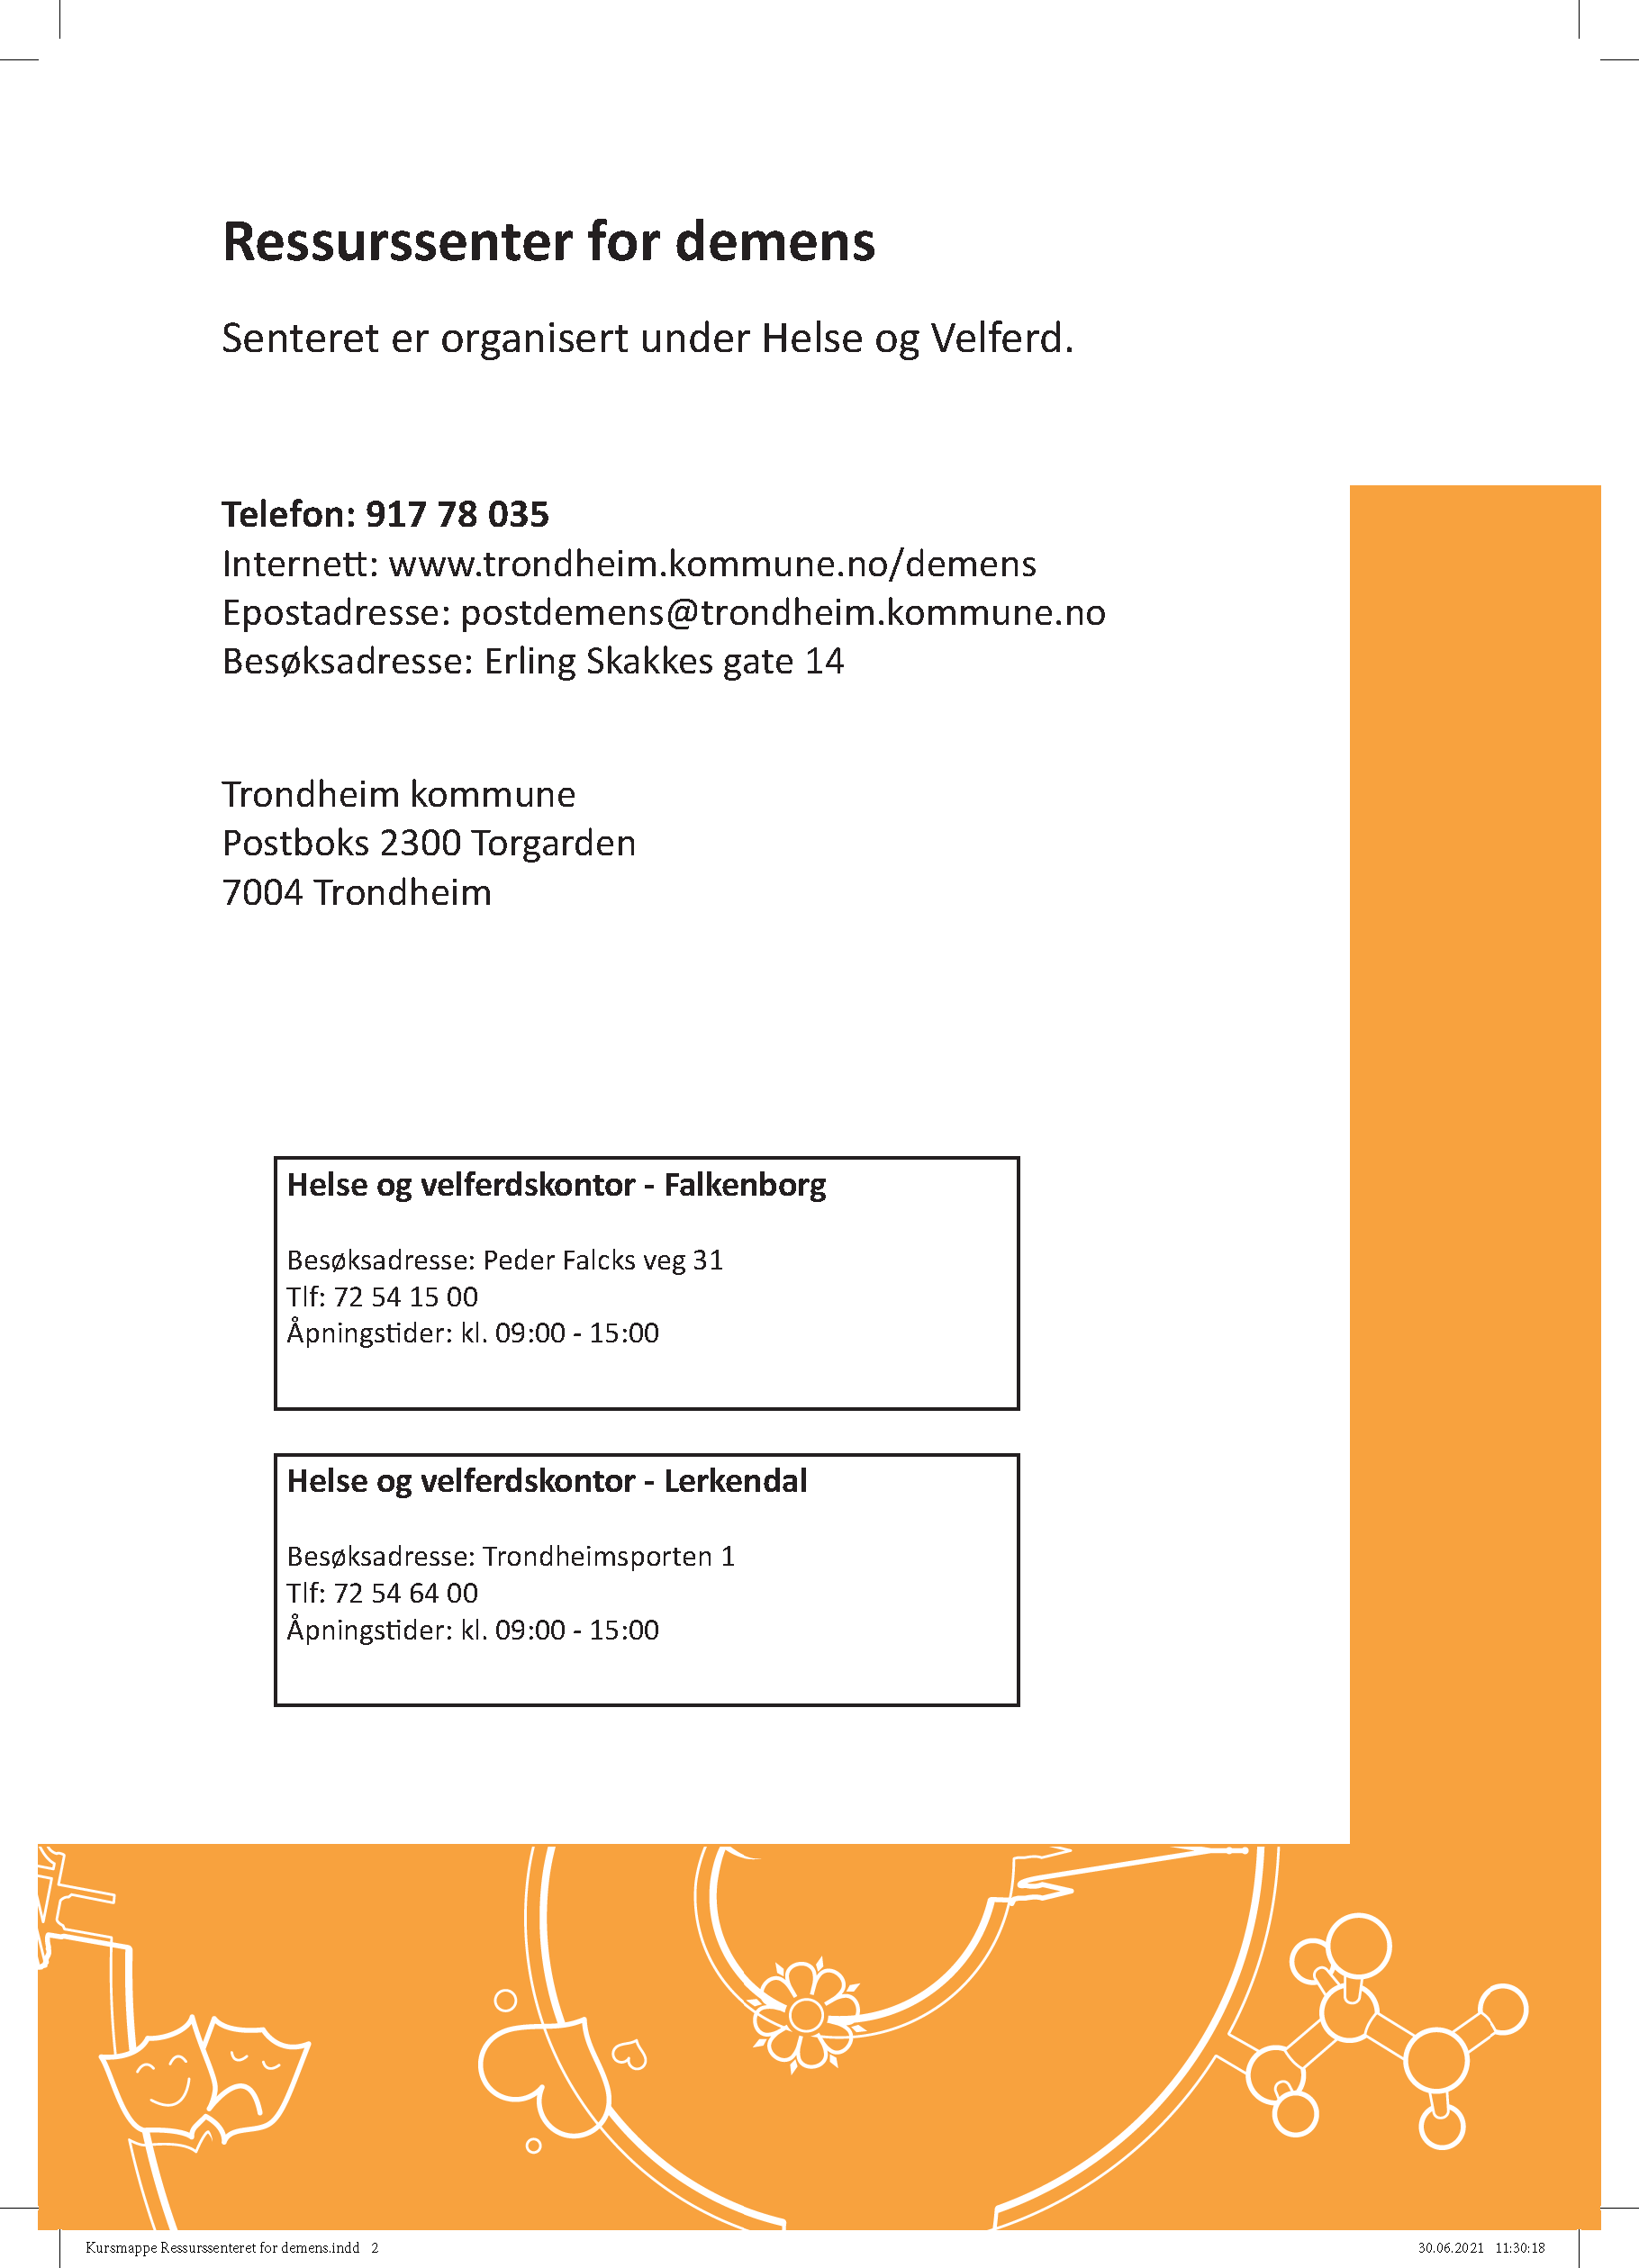 Ressurssenter for demens
Senteret er organisert under Helse og Velferd.
Telefon: 917 78 035
Internett: www.trondheim.kommune.no/demens
Epostadresse: postdemens@trondheim.kommune.no
Besøksadresse: Erling Skakkes gate 14
Trondheim kommune
Postboks 2300 Torgarden
7004 Trondheim
Helse og velferdskontor - Falkenborg
Besøksadresse: Peder Falcks veg 31
Tlf: 72 54 15 00
Åpningstider: kl. 09:00 - 15:00
Helse og velferdskontor - Lerkendal
Besøksadresse: Trondheimsporten 1
Tlf: 72 54 64 00
Åpningstider: kl. 09:00 - 15:00
Kursmappe Ressurssenteret for demens.indd 2
30.06.2021 11:30:18